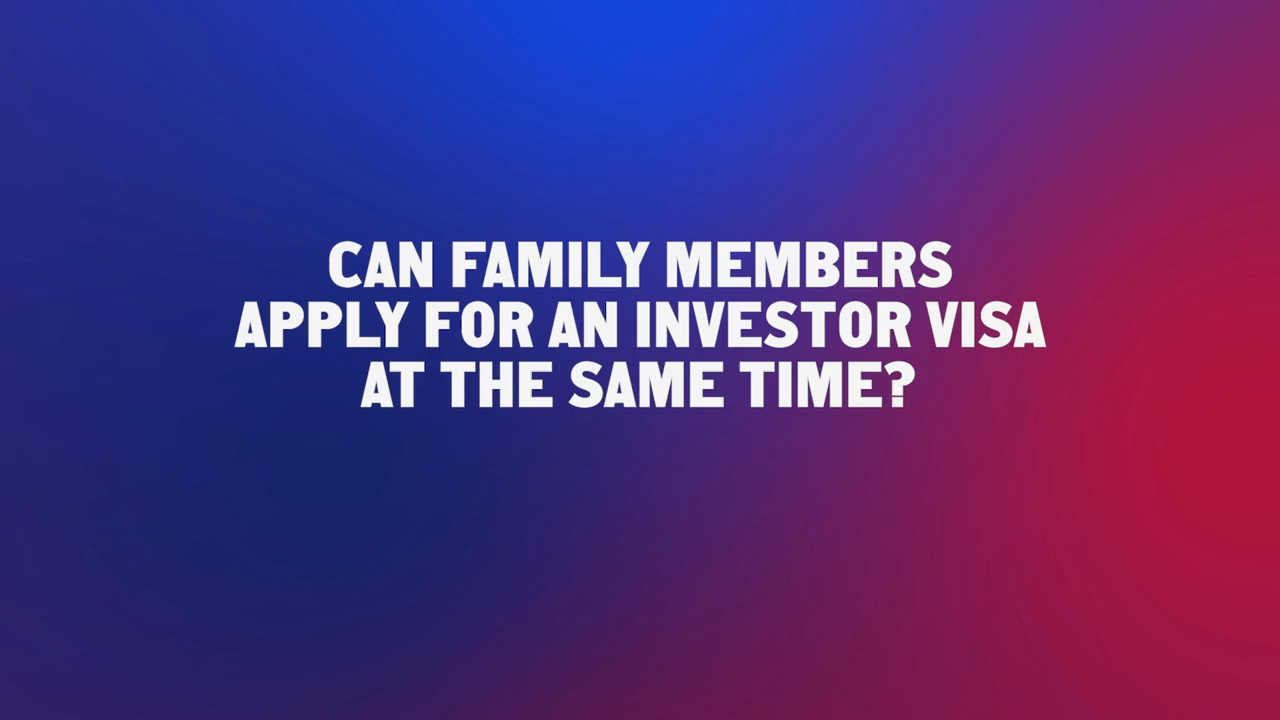 CAN FAMILY MEMBERS
APPLY FOR AN INVESTOR VISA
AT THE SAME TIME?